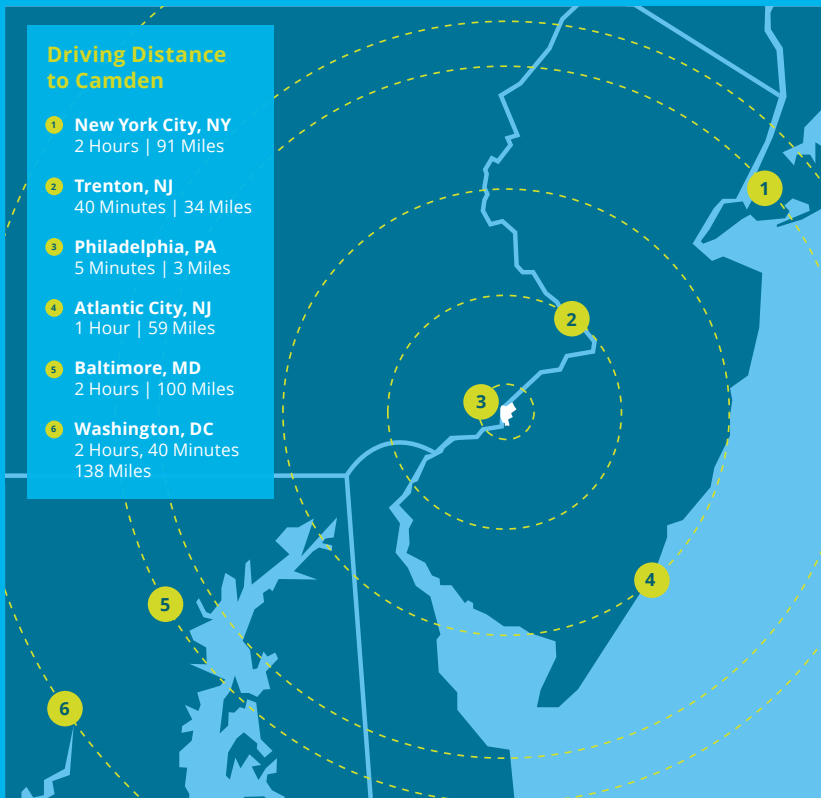 Driving Distance
to Camden
1 New York City, NY
2 Hours | 91 Miles
2 Trenton, NJ
40 Minutes | 34 Miles
3 Philadelphia, PA
5 Minutes | 3 Miles
4 Atlantic City, NJ
1 Hour | 59 Miles
5 Baltimore, MD
2 Hours | 100 Miles
6 Washington, DC
2 Hours, 40 Minutes
138 Miles
1
2
3
4
5
6